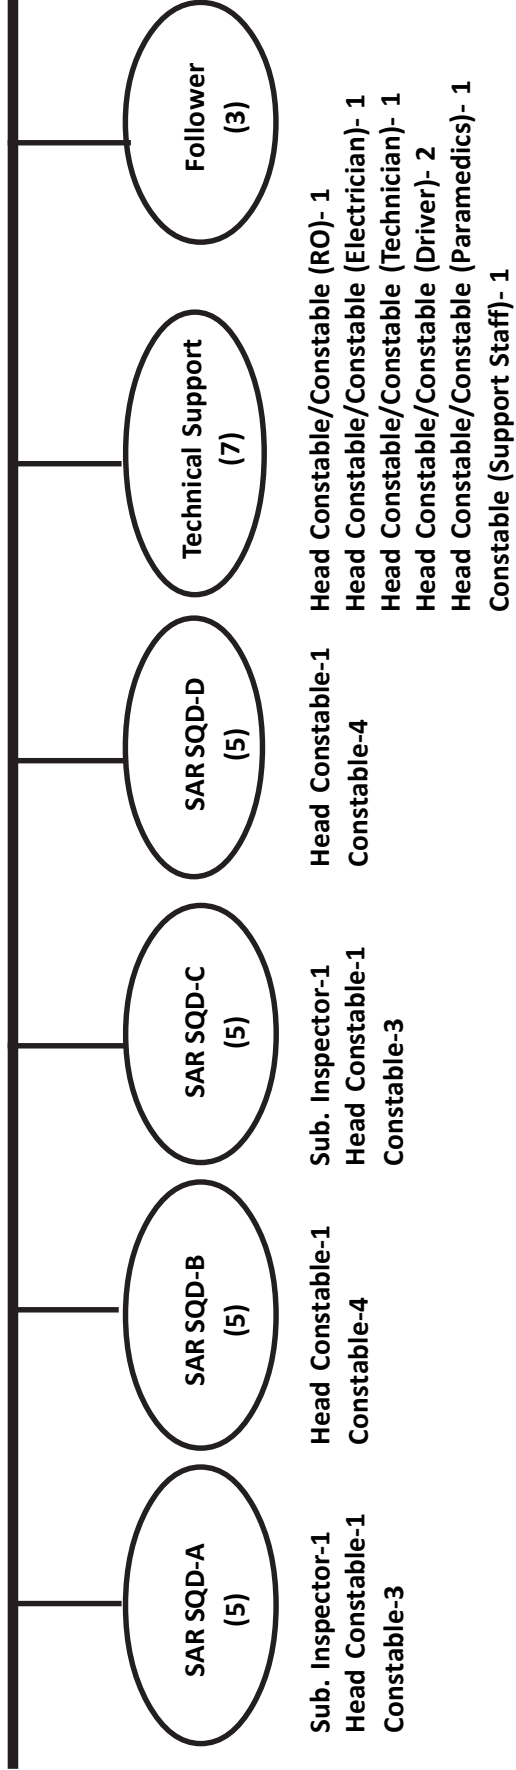 SAR SQD-A
(5)
Sub. Inspector-1
Head Constable-1
Constable-3
SAR SQD-B
(5)
Head Constable-1
Constable-4
SAR SQD-C
(5)
Sub. Inspector-1
Head Constable-1
Constable-3
SAR SQD-D
(5)
Head Constable-1
Constable-4
Technical Support
(7)
Head Constable/Constable (RO)- 1
Head Constable/Constable (Electrician)- 1
Head Constable/Constable (Technician)- 1
Head Constable/Constable (Driver)- 2
Head Constable/Constable (Paramedics)- 1
Constable (Support Staff)- 1
Follower
(3)